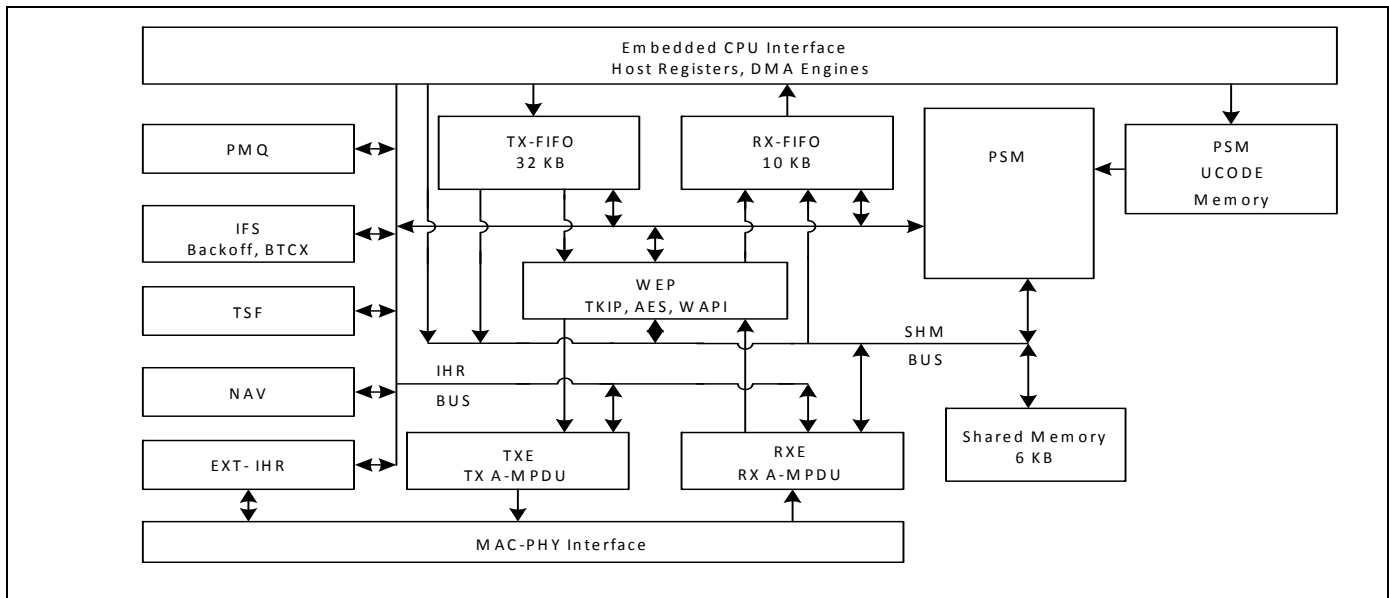 Embedded CPU Interface
Host Registers, DMA Engines
TX-FIFO
32 KB
RX-FIFO
10 KB
PSM
PSM
UCODE
Memory
PMQ
IFS
Backoff, BTCX
WEP
TKIP, AES, WAPI
TSF
SHM
BUS
IHR
BUS
NAV
Shared Memory
6 KB
EXT- IHR
TXE
TX A-MPDU
RXE
RX A-MPDU
MAC-PHY Interface